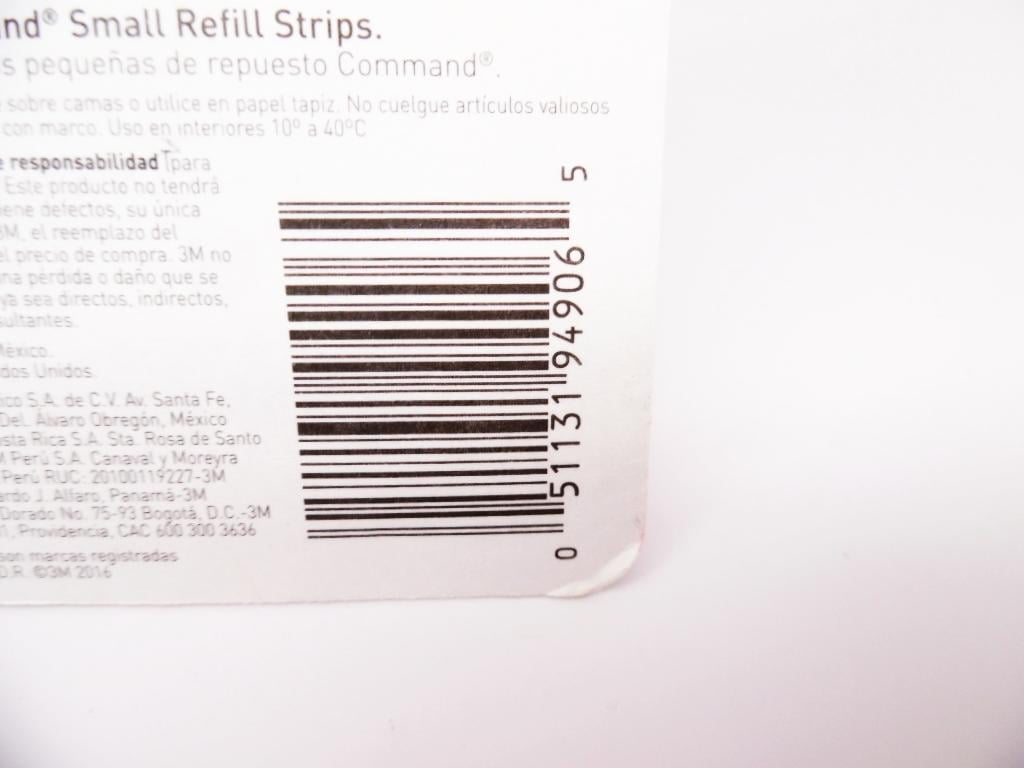 nd® Small Refill Strips.
s pequeñas de repuesto Command®.
sobre camas o utilice en papel tapiz. No cuelgue artículos valiosos
con marco. Uso en interiores 10º a 40ºC
responsabilidad para
Este producto no tendrá
iene defectos, su única
3M, el reemplazo del
el precio de compra. 3M no
una pérdida o daño que se
ya sea directos, indirectos,
sultantes.
México.
dos Unidos.
ico S.A. de C.V. Av. Santa Fe,
Del. Álvaro Obregón, México
osta Rica S.A. Sta. Rosa de Santo
M Perú S.A. Canaval y Moreyra
Perú RUC: 20100119227-3M
ardo J. Alfaro, Panamá-3M
Dorado No. 75-93 Bogotá, D.C.-3M
1, Providencia, CAC 600 300 3636
son marcas registradas
D.R. ©3M 2016
0 51131 94906 5